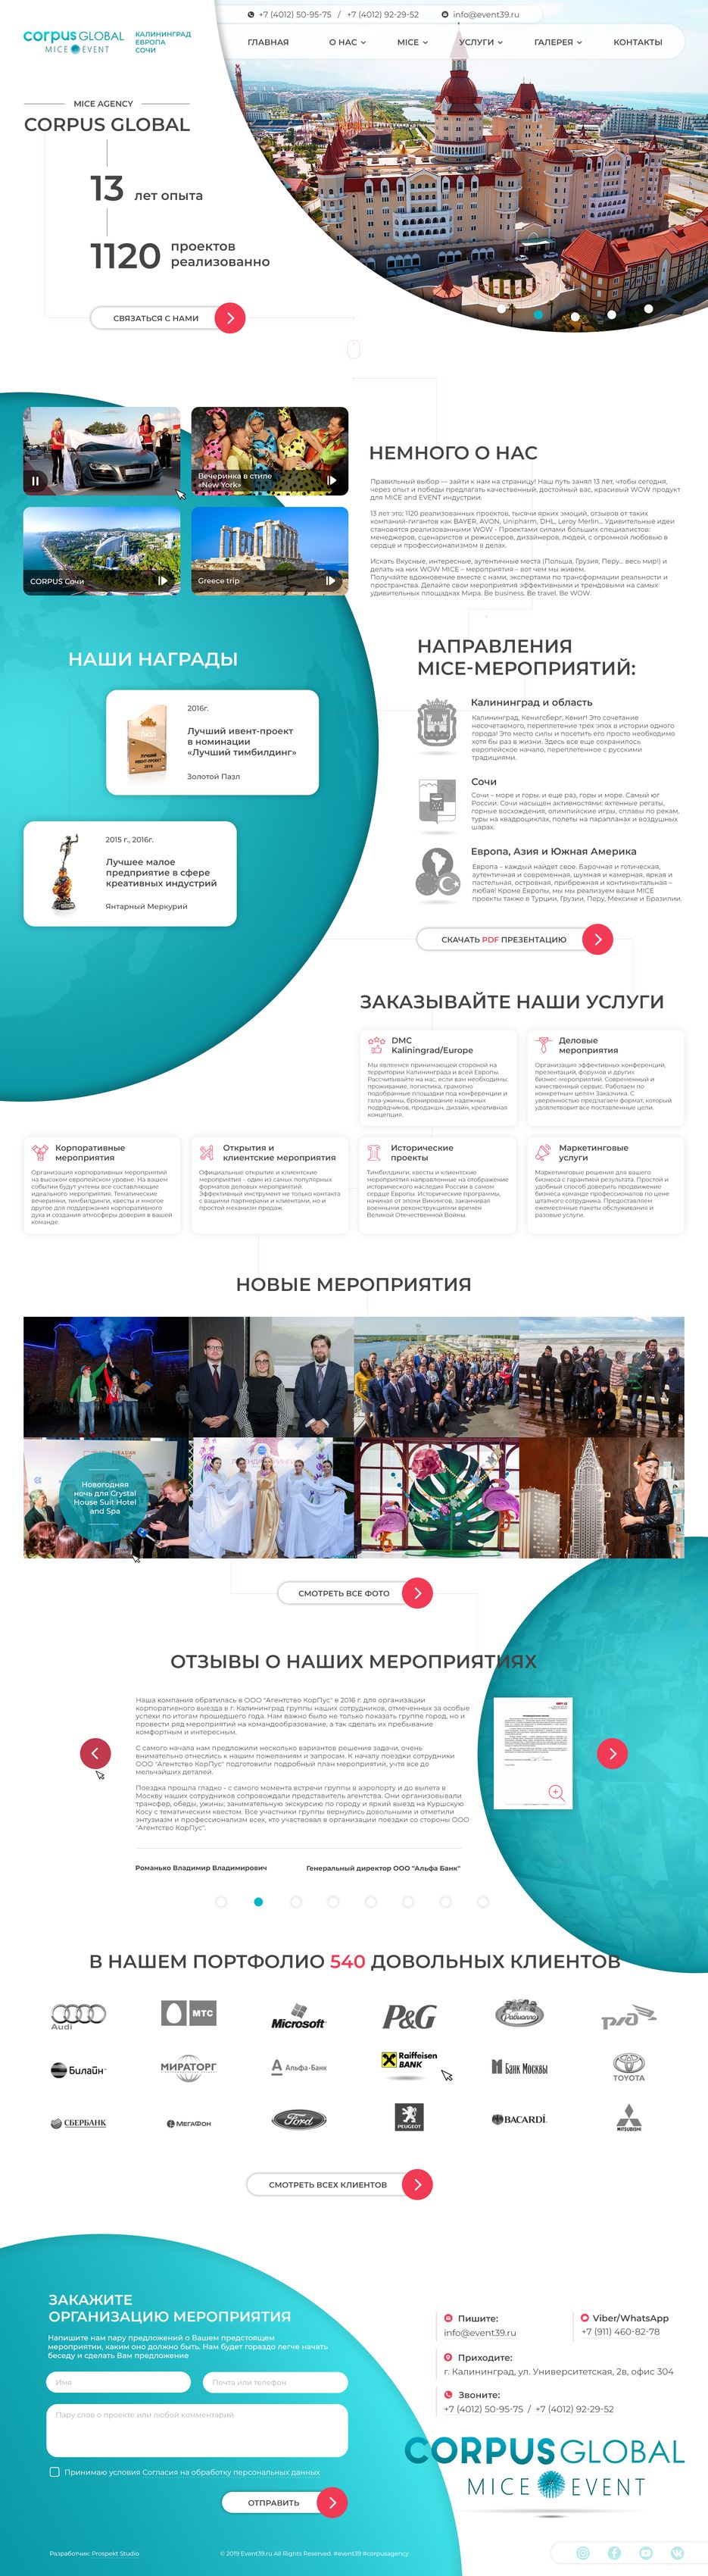 +7 (4012) 50-95-75 / +7 (4012) 92-29-52
info@event39.ru
corpus GLOBAL
MICE EVENT
КАЛИНИНГРАД
ЕВРОПА
СОЧИ
ГЛАВНАЯ
О НАС
MICE
УСЛУГИ
ГАЛЕРЕЯ
КОНТАКТЫ
MICE AGENCY
CORPUS GLOBAL
13 лет опыта
1120 проектов
реализованно
СВЯЗАТЬСЯ С НАМИ
Вечеринка в стиле
«New York»
CORPUS Сочи
Greece trip
НЕМНОГО О НАС
Правильный выбор — зайти к нам на страницу! Наш путь занял 13 лет, чтобы сегодня,
через опыт и победы предлагать качественный, достойный вас, красивый WOW продукт
для MICE and EVENT индустрии.
13 лет это: 1120 реализованных проектов, тысячи ярких эмоций, отзывов от таких
компаний-гигантов как BAYER, AVON, Unipharm, DHL, Leroy Merlin... Удивительные идеи
становятся реализованными WOW - Проектами силами больших специалистов:
менеджеров, сценаристов и режиссеров, дизайнеров, людей, с огромной любовью в
сердце и профессионализмом в делах.
Искать Вкусные, интересные, аутентичные места (Польша, Грузия, Перу... весь мир!) и
делать на них WOW MICE – мероприятия – вот чем мы живем.
Получайте вдохновение вместе с нами, экспертами по трансформации реальности и
пространства. Делайте свои мероприятия эффективными и трендовыми на самых
удивительных площадках Мира. Be business. Be travel. Be WOW.
НАШИ НАГРАДЫ
2016г.
Лучший ивент-проект
в номинации
«Лучший тимбилдинг»
Золотой Пазл
2015 г., 2016г.
Лучшее малое
предприятие в сфере
креативных индустрий
Янтарный Меркурий
НАПРАВЛЕНИЯ
MICE-МЕРОПРИЯТИЙ:
Калининград и область
Калининград, Кенигсберг, Кениг! Это сочетание
несочетаемого, переплетение трех эпох в истории одного
города! Это место силы и посетить его просто необходимо
хотя бы раз в жизни. Здесь все еще сохранилось
европейское начало, переплетенное с русскими
традициями.
Сочи
Сочи – море и горы, и еще раз, горы и море. Самый юг
России. Сочи насыщен активностями: яхтенные регаты,
горные восхождения, олимпийские игры, сплавы по рекам,
туры на квадроциклах, полеты на парапланах и воздушных
шарах.
Европа, Азия и Южная Америка
Европа – каждый найдет свое. Барочная и готическая,
аутентичная и современная, шумная и камерная, яркая и
пастельная, островная, прибрежная и континентальная –
любая! Кроме Европы, мы мы реализуем ваши MICE
проекты также в Турции, Грузии, Перу, Мексике и Бразилии.
СКАЧАТЬ PDF ПРЕЗЕНТАЦИЮ
ЗАКАЗЫВАЙТЕ НАШИ УСЛУГИ
DMC
Kaliningrad/Europe
Мы являемся принимающей стороной на
территории Калининграда и всей Европы.
Рассчитывайте на нас, если вам необходимы:
проживание, логистика, грамотно
подобранные площадки под конференции и
гала-ужины, бронирование надежных
подрядчиков, продакшн, дизайн, креативная
концепция.
Деловые
мероприятия
Организация эффективных конференций,
презентаций, форумов и других
бизнес-мероприятий. Современный и
качественный сервис. Проработка на
конкретным целям Заказчика. С
уверенностью предлагаем формат, который
удовлетворит все поставленные цели.
Корпоративные
мероприятия
Организация корпоративных мероприятий
на высоком европейском уровне. На вашем
событии будут учтены все составляющие
идеального мероприятия. Тематические
вечеринки, тимбилдинги, квесты и многое
другое для поддержания корпоративного
духа и создания атмосферы доверия в вашей
команде.
Открытия и
клиентские мероприятия
Официальные открытия и клиентские
мероприятия - один из самых популярных
форматов деловых мероприятий.
Эффективный инструмент не только контакта
с вашими партнерами и клиентами, но и
простой механизм продаж.
Исторические
проекты
Тимбилдинги, квесты и клиентские
мероприятия направленные на отображение
исторического наследия России в самом
сердце Европы. Исторические программы,
начиная от эпохи Викингов, заканчивая
военными реконструкциями времен
Великой Отечественной Войны.
Маркетинговые
услуги
Маркетинговые решения для вашего
бизнеса с гарантией результата. Простой и
удобный способ доверить продвижение
бизнеса команде профессионалов по цене
штатного сотрудника. Предоставляем
ежемесячные пакеты обслуживания и
разовые услуги.
НОВЫЕ МЕРОПРИЯТИЯ
Новогодняя
ночь для Crystal
House Suit Hotel
and Spa
СМОТРЕТЬ ВСЕ ФОТО
ОТЗЫВЫ О НАШИХ МЕРОПРИЯТИЯХ
Наша компания обратилась в ООО "Агентство КорПус" в 2016 г. для организации
корпоративного выезда в г. Калининград группы наших сотрудников, отмеченных за особые
успехи по итогам прошедшего года. Нам важно было не только показать группе город, но и
провести ряд мероприятий на командообразование, а так сделать их пребывание
комфортным и интересным.
С самого начала нам предложили несколько вариантов решения задачи, очень
внимательно отнеслись к нашим пожеланиям и запросам. К началу поездки сотрудники
ООО "Агентство КорПус" подготовили подробный план мероприятий, учтя все до
мельчайших деталей.
Поездка прошла гладко - с самого момента встречи группы в аэропорту и до вылета в
Москву наших сотрудников сопровождали представитель агентства. Они организовывали
трансфер, обеды, ужины, занимательную экскурсию по городу и яркий выезд на Куршскую
Косу с тематическим квестом. Все участники группы вернулись довольными и отметили
энтузиазм и профессионализм всех, кто участвовал в организации поездки со стороны ООО
"Агентство КорПус".
Романько Владимир Владимирович
Генеральный директор ООО "Альфа Банк"
В НАШЕМ ПОРТФОЛИО 540 ДОВОЛЬНЫХ КЛИЕНТОВ
Audi
МТС
Microsoft
P&G
Рабиолло
ржд
Билайн
МИРАТОРГ
Альфа·Банк
Raiffeisen
BANK
Банк Москвы
TOYOTA
СБЕРБАНК
МЕГАФОН
Ford
PEUGEOT
BACARDI
MITSUBISHI
СМОТРЕТЬ ВСЕХ КЛИЕНТОВ
ЗАКАЖИТЕ
ОРГАНИЗАЦИЮ МЕРОПРИЯТИЯ
Напишите нам пару предложений о Вашем предстоящем
мероприятии, каким оно должно быть. Нам будет гораздо легче начать
беседу и сделать Вам предложение
Имя
Почта или телефон
Пару слов о проекте или любой комментарий
Принимаю условия Согласия на обработку персональных данных
ОТПРАВИТЬ
Пишите:
info@event39.ru
Viber/WhatsApp
+7 (911) 460-82-78
Приходите:
г. Калининград, ул. Университетская, 2в, офис 304
Звоните:
+7 (4012) 50-95-75 / +7 (4012) 92-29-52
CORPUS GLOBAL
MICE EVENT
Разработчик: Prospekt Studio
© 2019 Event39.ru All Rights Reserved. #event39 #corpusagency